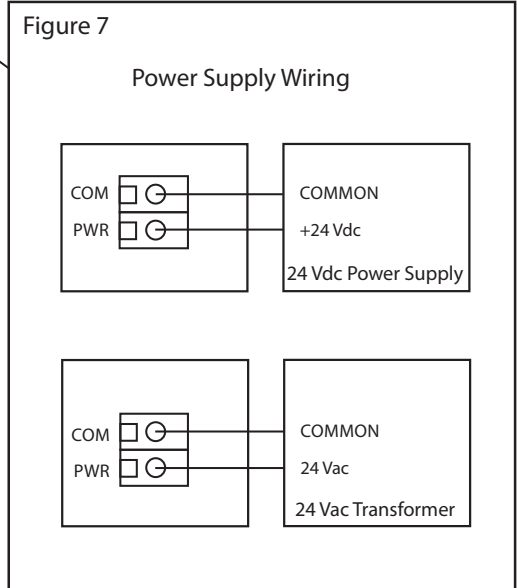 Figure 7
Power Supply Wiring
COM
COMMON
PWR
+24 Vdc
24 Vdc Power Supply
COM
COMMON
PWR
24 Vac
24 Vac Transformer